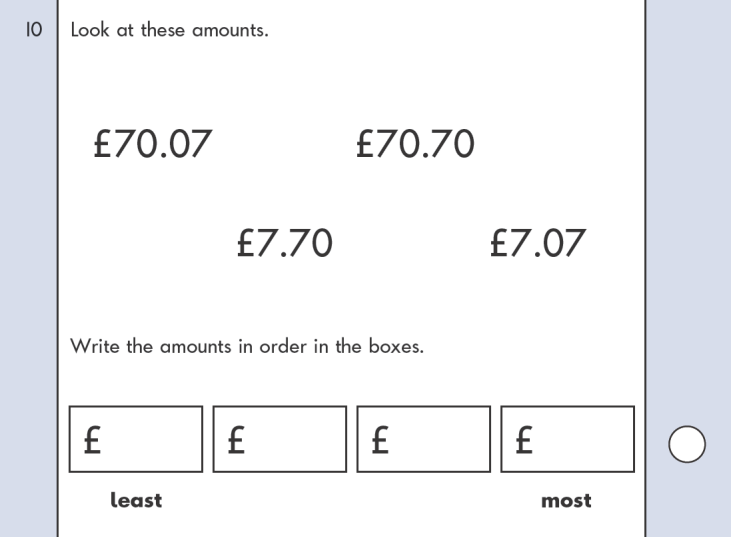 10 Look at these amounts.
£70.07 £70.70
£7.70 £7.07
Write the amounts in order in the boxes.
£ £ £ £
least most